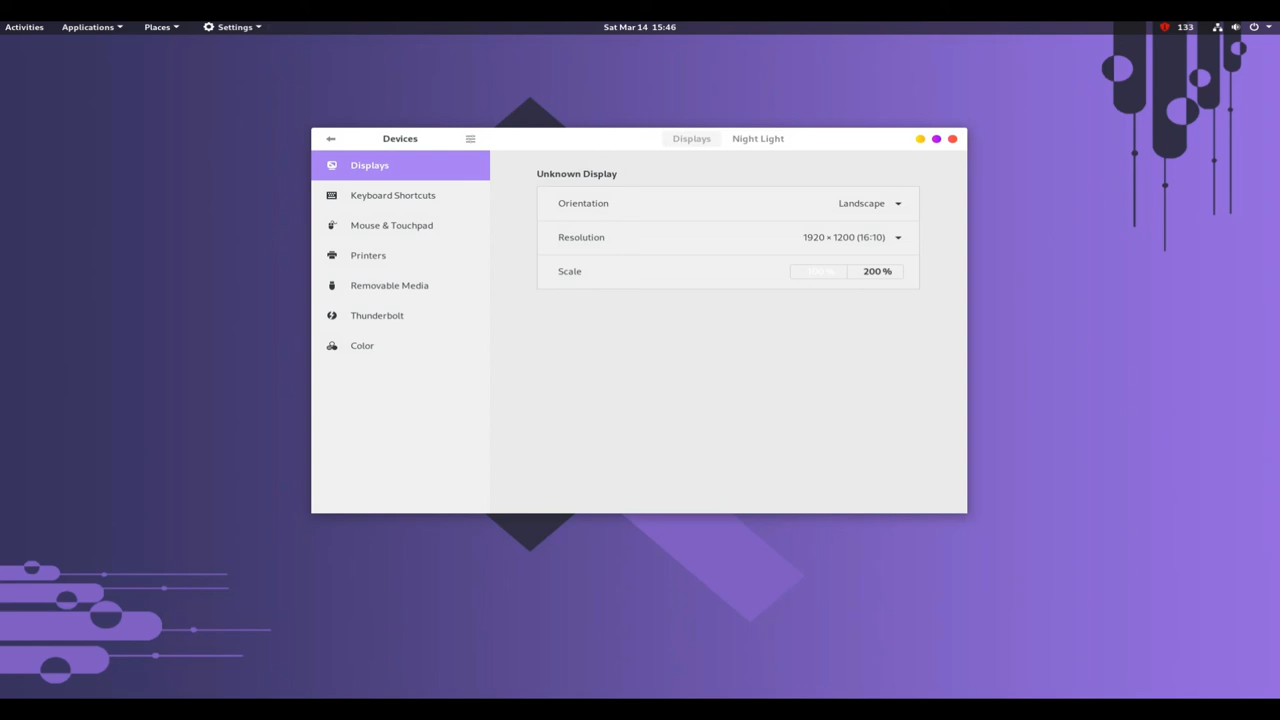 Activities Applications Places Settings Sat Mar 14 15:46 133
Devices Displays Night Light
Displays
Keyboard Shortcuts
Mouse & Touchpad
Printers
Removable Media
Thunderbolt
Color
Unknown Display
Orientation Landscape
Resolution 1920 × 1200 (16:10)
Scale 100 % 200 %